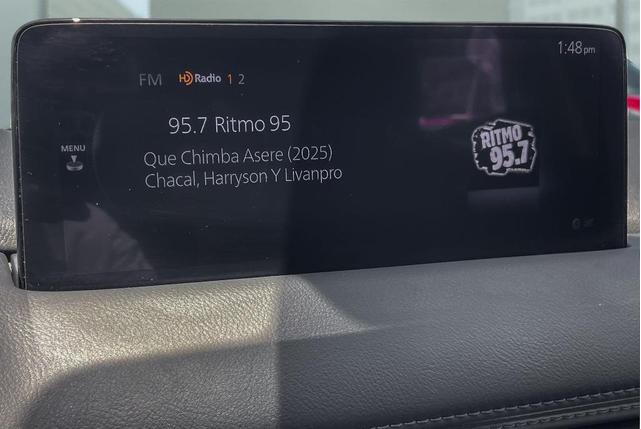 1:48pm
FM HD Radio 1 2
95.7 Ritmo 95
MENU
Que Chimba Asere (2025)
Chacal, Harryson Y Livanpro
RITMO
95.7